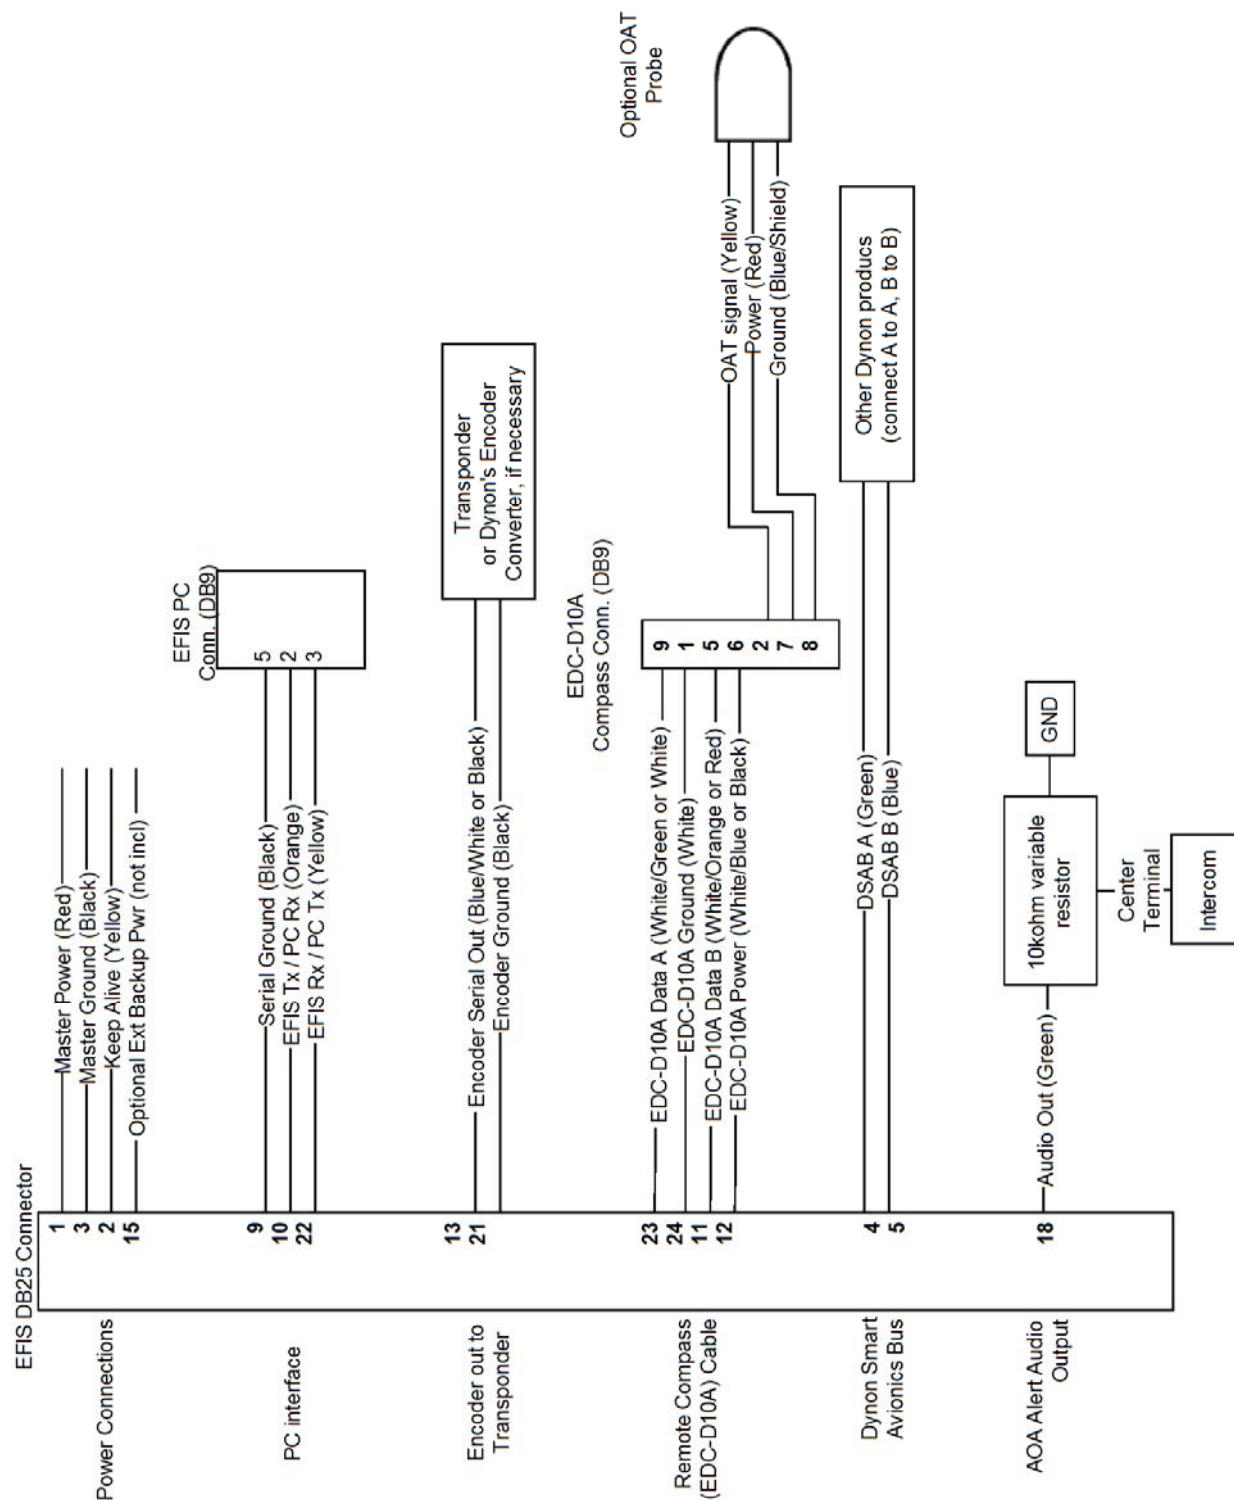 EFIS DB25 Connector
Power Connections
1
3
2
15
Master Power (Red)
Master Ground (Black)
Keep Alive (Yellow)
Optional Ext Backup Pwr (not incl)
PC interface
9
10
22
Serial Ground (Black)
EFIS Tx / PC Rx (Orange)
EFIS Rx / PC Tx (Yellow)
EFIS PC
Conn. (DB9)
5
2
3
Encoder out to
Transponder
13
21
Encoder Serial Out (Blue/White or Black)
Encoder Ground (Black)
Transponder
or Dynon's Encoder
Converter, if necessary
Remote Compass
(EDC-D10A) Cable
23
24
11
12
EDC-D10A Data A (White/Green or White)
EDC-D10A Ground (White)
EDC-D10A Data B (White/Orange or Red)
EDC-D10A Power (White/Blue or Black)
EDC-D10A
Compass Conn. (DB9)
9
1
5
6
2
7
8
OAT signal (Yellow)
Power (Red)
Ground (Blue/Shield)
Optional OAT
Probe
Dynon Smart
Avionics Bus
4
5
DSAB A (Green)
DSAB B (Blue)
Other Dynon producs
(connect A to A, B to B)
AOA Alert Audio
Output
18
Audio Out (Green)
10kohm variable
resistor
GND
Center
Terminal
Intercom